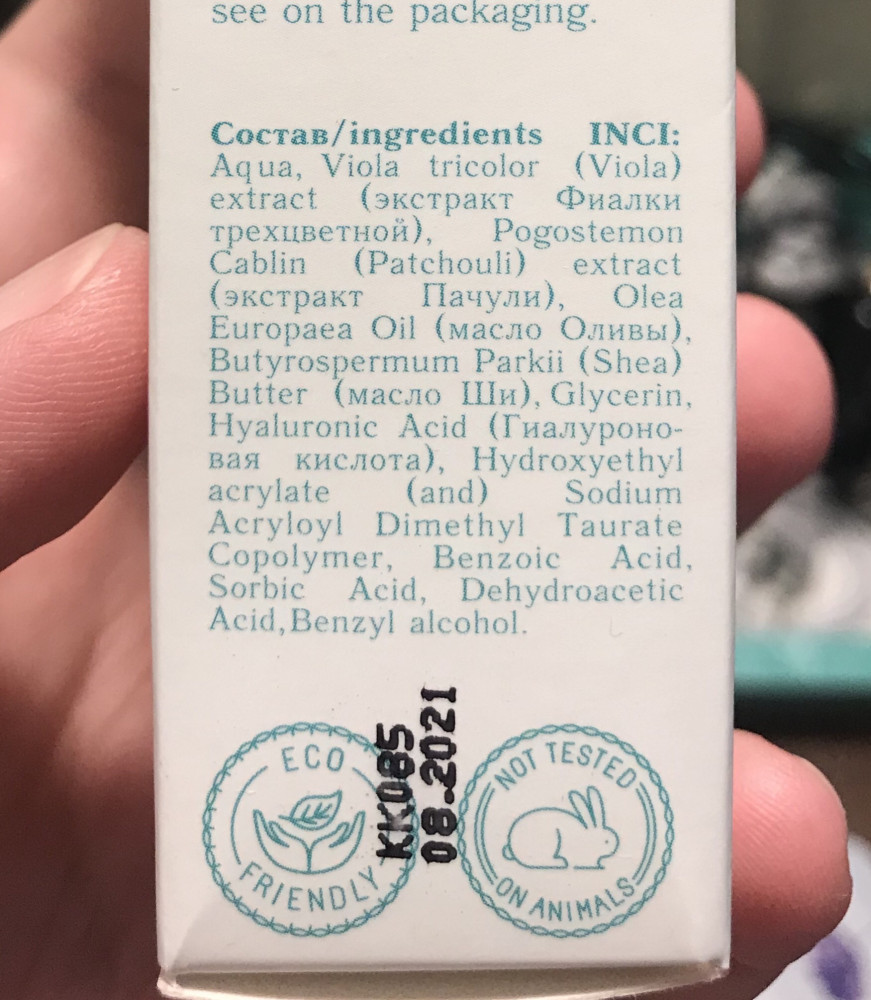 see on the packaging.
Состав/ingredients INCI:
Aqua, Viola tricolor (Viola)
extract (экстракт Фиалки
трехцветной), Pogostemon
Cablin (Patchouli) extract
(экстракт Пачули), Olea
Europaea Oil (масло Оливы),
Butyrospermum Parkii (Shea)
Butter (масло Ши), Glycerin,
Hyaluronic Acid (Гиалуроно-
вая кислота), Hydroxyethyl
acrylate (and) Sodium
Acryloyl Dimethyl Taurate
Copolymer, Benzoic Acid,
Sorbic Acid, Dehydroacetic
Acid, Benzyl alcohol.
ECO
FRIENDLY
KK085
08.2021
NOT TESTED
ON ANIMALS